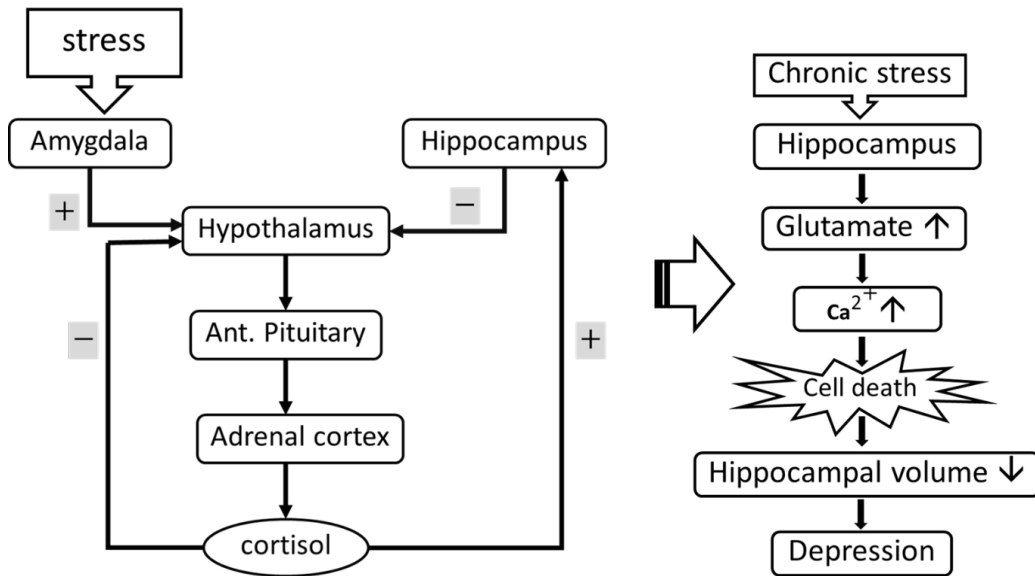 stress
Amygdala
Hippocampus
+
−
Hypothalamus
−
Ant. Pituitary
+
Adrenal cortex
cortisol
Chronic stress
Hippocampus
Glutamate ↑
Ca²⁺ ↑
Cell death
Hippocampal volume ↓
Depression